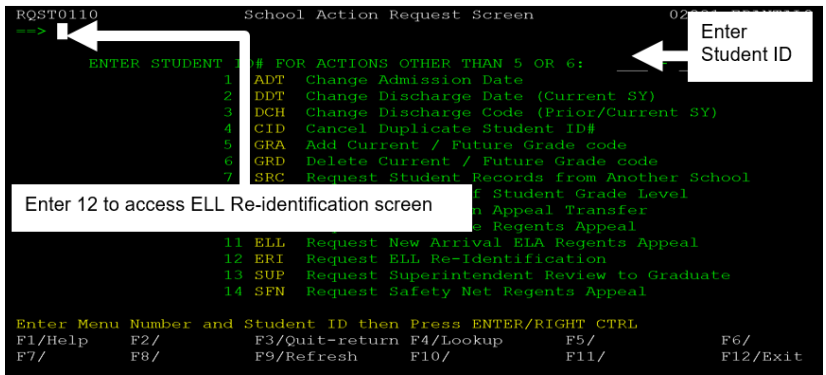 RQST0110 School Action Request Screen
==>
Enter
Student ID
ENTER STUDENT ID# FOR ACTIONS OTHER THAN 5 OR 6:
1 ADT Change Admission Date
2 DDT Change Discharge Date (Current SY)
3 DCH Change Discharge Code (Prior/Current SY)
4 CID Cancel Duplicate Student ID#
5 GRA Add Current / Future Grade code
6 GRD Delete Current / Future Grade code
7 SRC Request Student Records from Another School
Student Grade Level
Enter 12 to access ELL Re-identification screen
Appeal Transfer
Regents Appeal
11 ELL Request New Arrival ELA Regents Appeal
12 ERI Request ELL Re-Identification
13 SUP Request Superintendent Review to Graduate
14 SFN Request Safety Net Regents Appeal
Enter Menu Number and Student ID then Press ENTER/RIGHT CTRL
F1/Help F2/ F3/Quit-return F4/Lookup F5/ F6/
F7/ F8/ F9/Refresh F10/ F11/ F12/Exit